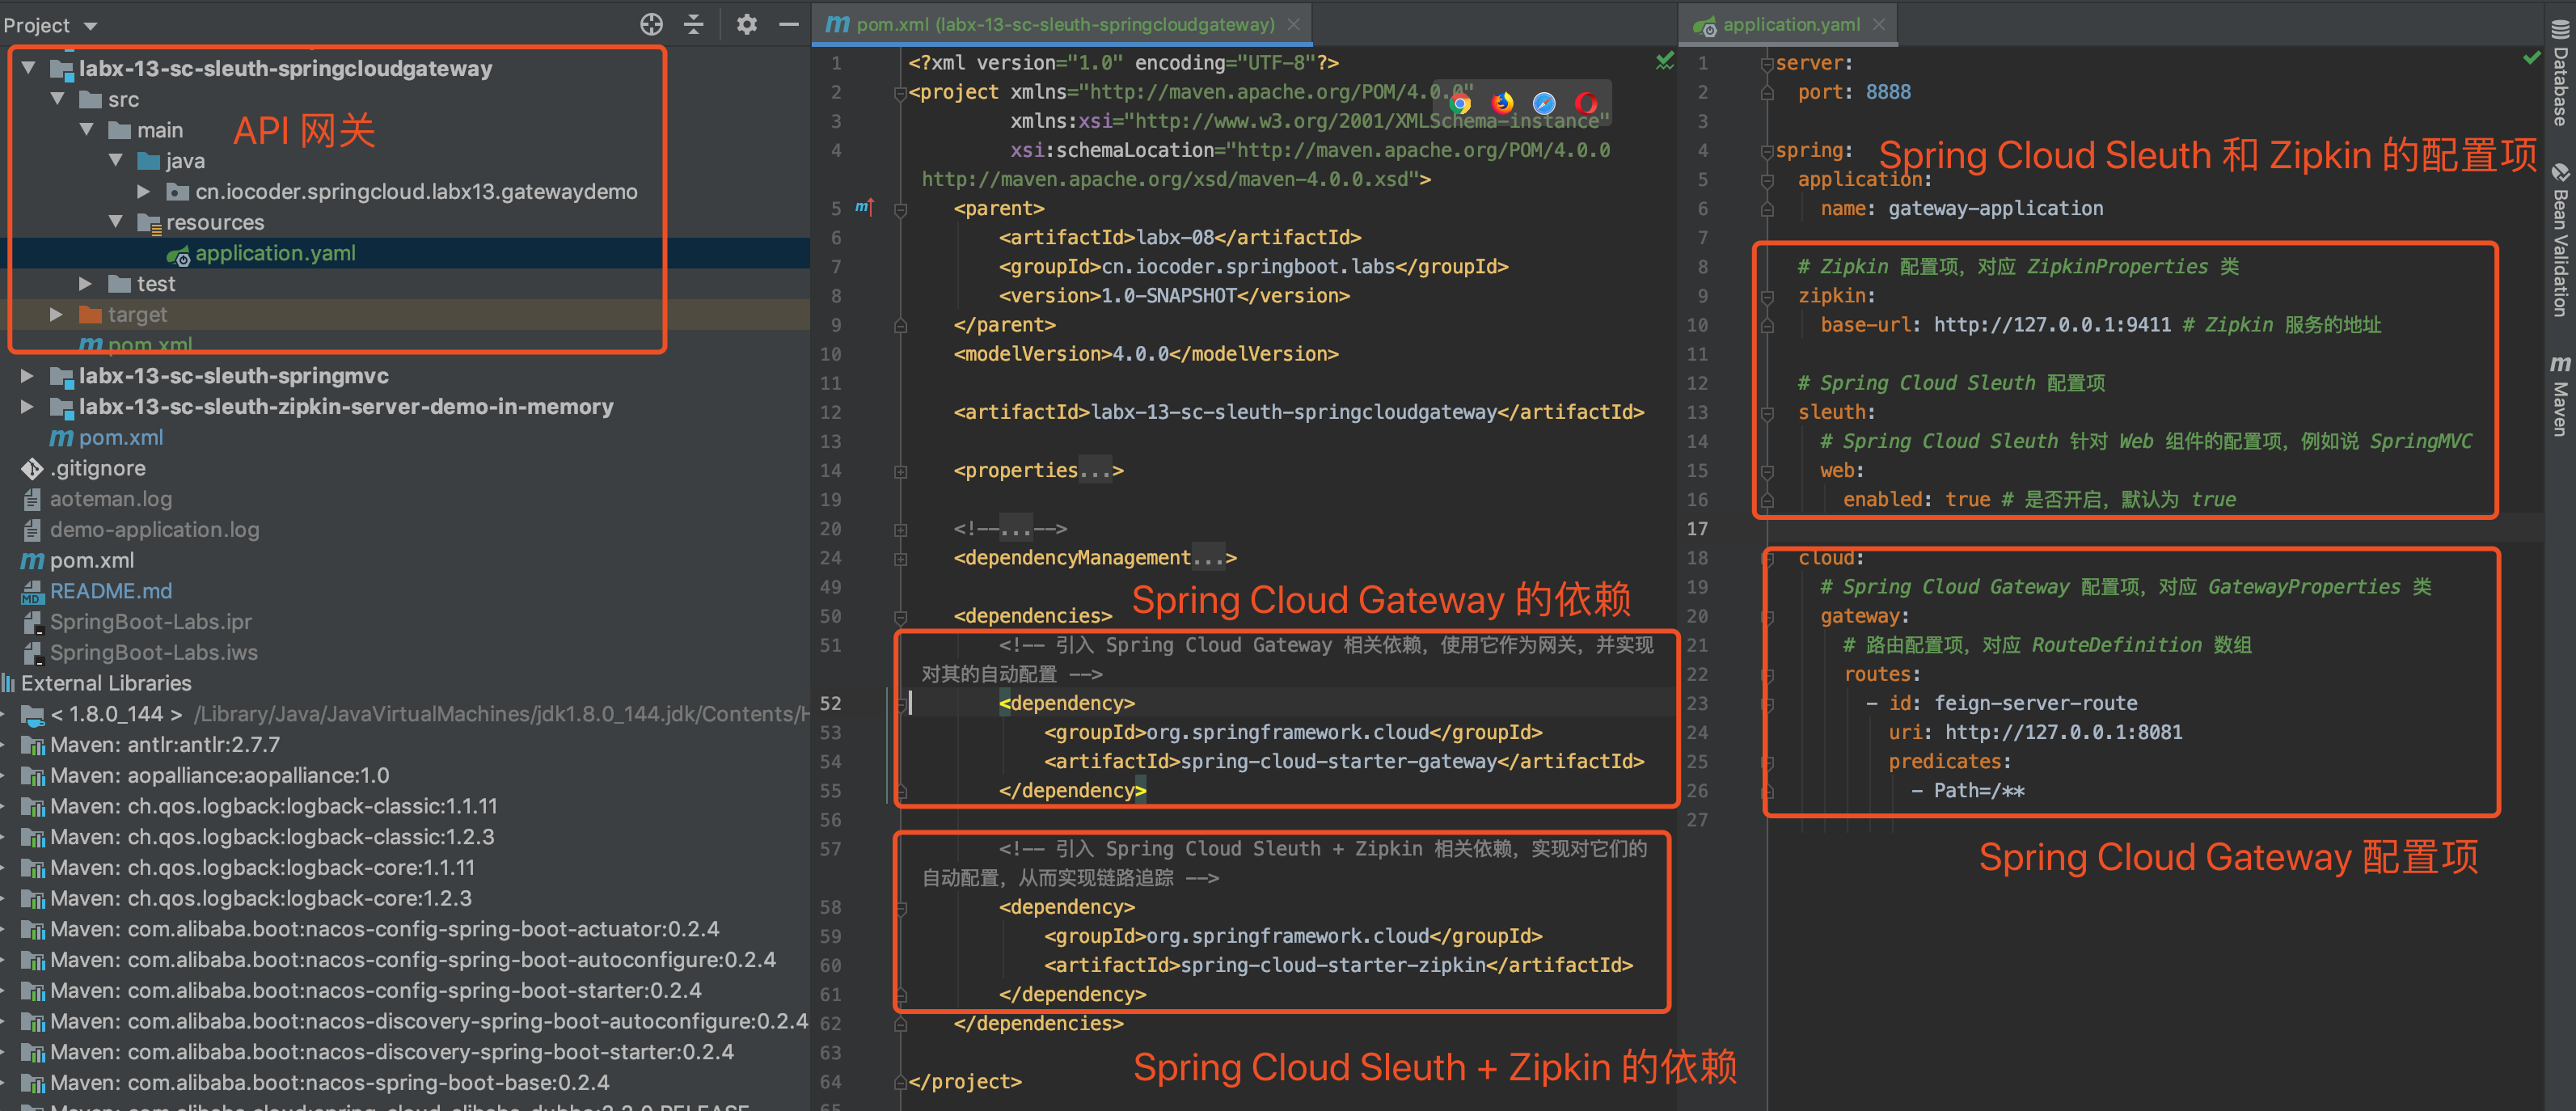 Project
labx-13-sc-sleuth-springcloudgateway
src
main
java
cn.iocoder.springcloud.labx13.gatewaydemo
resources
application.yaml
test
target
pom.xml
labx-13-sc-sleuth-springmvc
labx-13-sc-sleuth-zipkin-server-demo-in-memory
pom.xml
.gitignore
aoteman.log
demo-application.log
pom.xml
README.md
SpringBoot-Labs.ipr
SpringBoot-Labs.iws
External Libraries
< 1.8.0_144 > /Library/Java/JavaVirtualMachines/jdk1.8.0_144.jdk/Contents/H
Maven: antlr:antlr:2.7.7
Maven: aopalliance:aopalliance:1.0
Maven: ch.qos.logback:logback-classic:1.1.11
Maven: ch.qos.logback:logback-classic:1.2.3
Maven: ch.qos.logback:logback-core:1.1.11
Maven: ch.qos.logback:logback-core:1.2.3
Maven: com.alibaba.boot:nacos-config-spring-boot-actuator:0.2.4
Maven: com.alibaba.boot:nacos-config-spring-boot-autoconfigure:0.2.4
Maven: com.alibaba.boot:nacos-config-spring-boot-starter:0.2.4
Maven: com.alibaba.boot:nacos-discovery-spring-boot-autoconfigure:0.2.4
Maven: com.alibaba.boot:nacos-discovery-spring-boot-starter:0.2.4
Maven: com.alibaba.boot:nacos-spring-boot-base:0.2.4
API 网关
pom.xml (labx-13-sc-sleuth-springcloudgateway)
1 <?xml version="1.0" encoding="UTF-8"?>
2 <project xmlns="http://maven.apache.org/POM/4.0.0"
3 xmlns:xsi="http://www.w3.org/2001/XMLSchema-instance"
4 xsi:schemaLocation="http://maven.apache.org/POM/4.0.0
http://maven.apache.org/xsd/maven-4.0.0.xsd">
5 <parent>
6 <artifactId>labx-08</artifactId>
7 <groupId>cn.iocoder.springboot.labs</groupId>
8 <version>1.0-SNAPSHOT</version>
9 </parent>
10 <modelVersion>4.0.0</modelVersion>
11
12 <artifactId>labx-13-sc-sleuth-springcloudgateway</artifactId>
13
14 <properties...>
19
20 <!--...-->
24 <dependencyManagement...>
49
Spring Cloud Gateway 的依赖
50 <dependencies>
51 <!-- 引入 Spring Cloud Gateway 相关依赖，使用它作为网关，并实现
对其的自动配置 -->
52 <dependency>
53 <groupId>org.springframework.cloud</groupId>
54 <artifactId>spring-cloud-starter-gateway</artifactId>
55 </dependency>
56
57 <!-- 引入 Spring Cloud Sleuth + Zipkin 相关依赖，实现对它们的
自动配置，从而实现链路追踪 -->
58 <dependency>
59 <groupId>org.springframework.cloud</groupId>
60 <artifactId>spring-cloud-starter-zipkin</artifactId>
61 </dependency>
62 </dependencies>
63
Spring Cloud Sleuth + Zipkin 的依赖
64 </project>
65
application.yaml
1 server:
2 port: 8888
3
Spring Cloud Sleuth 和 Zipkin 的配置项
4 spring:
5 application:
6 name: gateway-application
7
8 # Zipkin 配置项，对应 ZipkinProperties 类
9 zipkin:
10 base-url: http://127.0.0.1:9411 # Zipkin 服务的地址
11
12 # Spring Cloud Sleuth 配置项
13 sleuth:
14 # Spring Cloud Sleuth 针对 Web 组件的配置项，例如说 SpringMVC
15 web:
16 enabled: true # 是否开启，默认为 true
17
18 cloud:
19 # Spring Cloud Gateway 配置项，对应 GatewayProperties 类
20 gateway:
21 # 路由配置项，对应 RouteDefinition 数组
22 routes:
23 - id: feign-server-route
24 uri: http://127.0.0.1:8081
25 predicates:
26 - Path=/**
27
Spring Cloud Gateway 配置项
Database
Bean Validation
m Maven